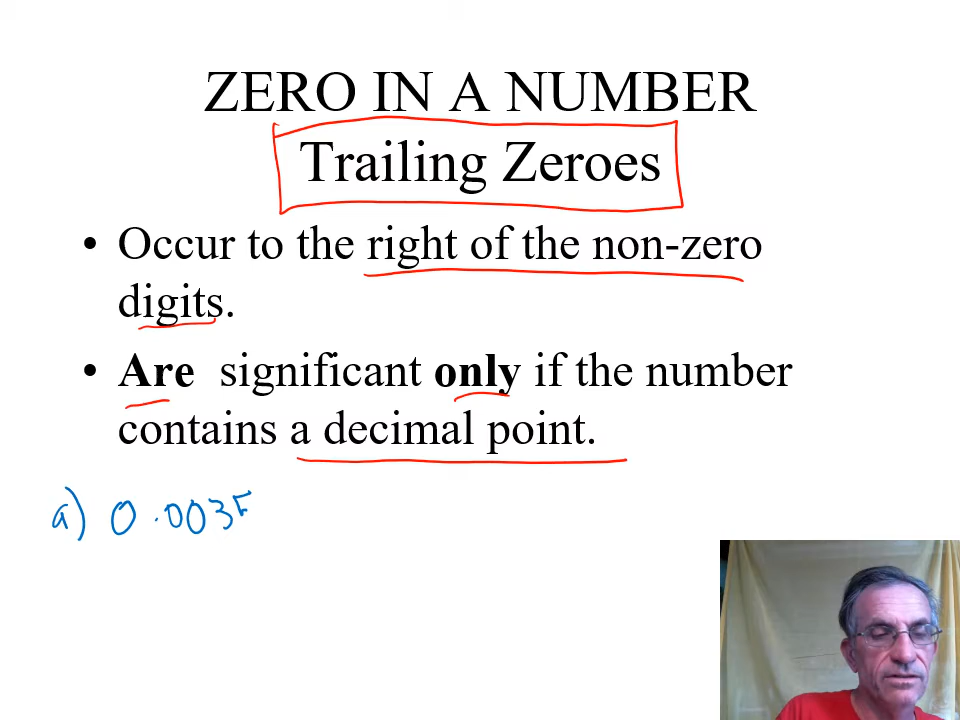 ZERO IN A NUMBER
Trailing Zeroes
• Occur to the right of the non-zero
digits.
• Are significant only if the number
contains a decimal point.
a) 0.0035